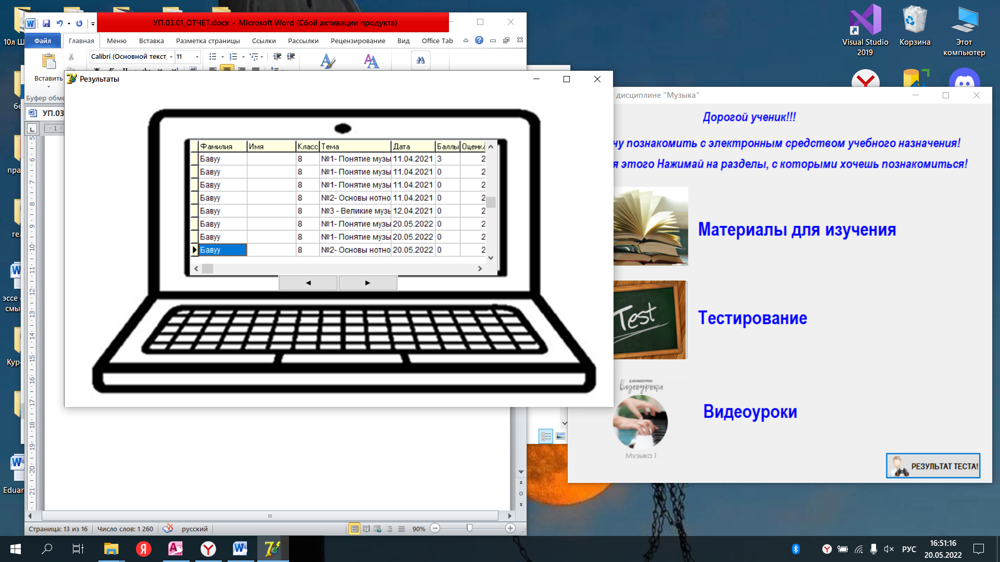 УП.03.01_ОТЧЕТ.docx - Microsoft Word (Сбой активации продукта)
Файл Главная Меню Вставка Разметка страницы Ссылки Рассылки Рецензирование Вид Office Tab
Calibri (Основной текст 11
Вставить
Буфер обме
УП.03
Visual Studio 2019
Корзина
Этот компьютер
10л Ш
бе
пра
гел
эссе
смы
Кур
Eduar
Результаты
Фамилия Имя Класс Тема Дата Баллы Оценка
Бавуу 8 №1- Понятие музы 11.04.2021 3 2
Бавуу 8 №1- Понятие музы 11.04.2021 0 2
Бавуу 8 №1- Понятие музы 11.04.2021 0 2
Бавуу 8 №2- Основы нотно 11.04.2021 0 2
Бавуу 8 №3 - Великие музы 12.04.2021 0 2
Бавуу 8 №1- Понятие музы 20.05.2022 0 2
Бавуу 8 №1- Понятие музы 20.05.2022 0 2
Бавуу 8 №2- Основы нотно 20.05.2022 0 2
дисциплине "Музыка"
Дорогой ученик!!!
чу познакомить с электронным средством учебного назначения!
я этого Нажимай на разделы, с которыми хочешь познакомиться!
Материалы для изучения
Test
Тестирование
ИНФОУРОК
видеоуроки
Музыка 1
Видеоуроки
РЕЗУЛЬТАТ ТЕСТА!
Страница: 13 из 16 Число слов: 1 260 русский 90%
РУС
16:51:16
20.05.2022